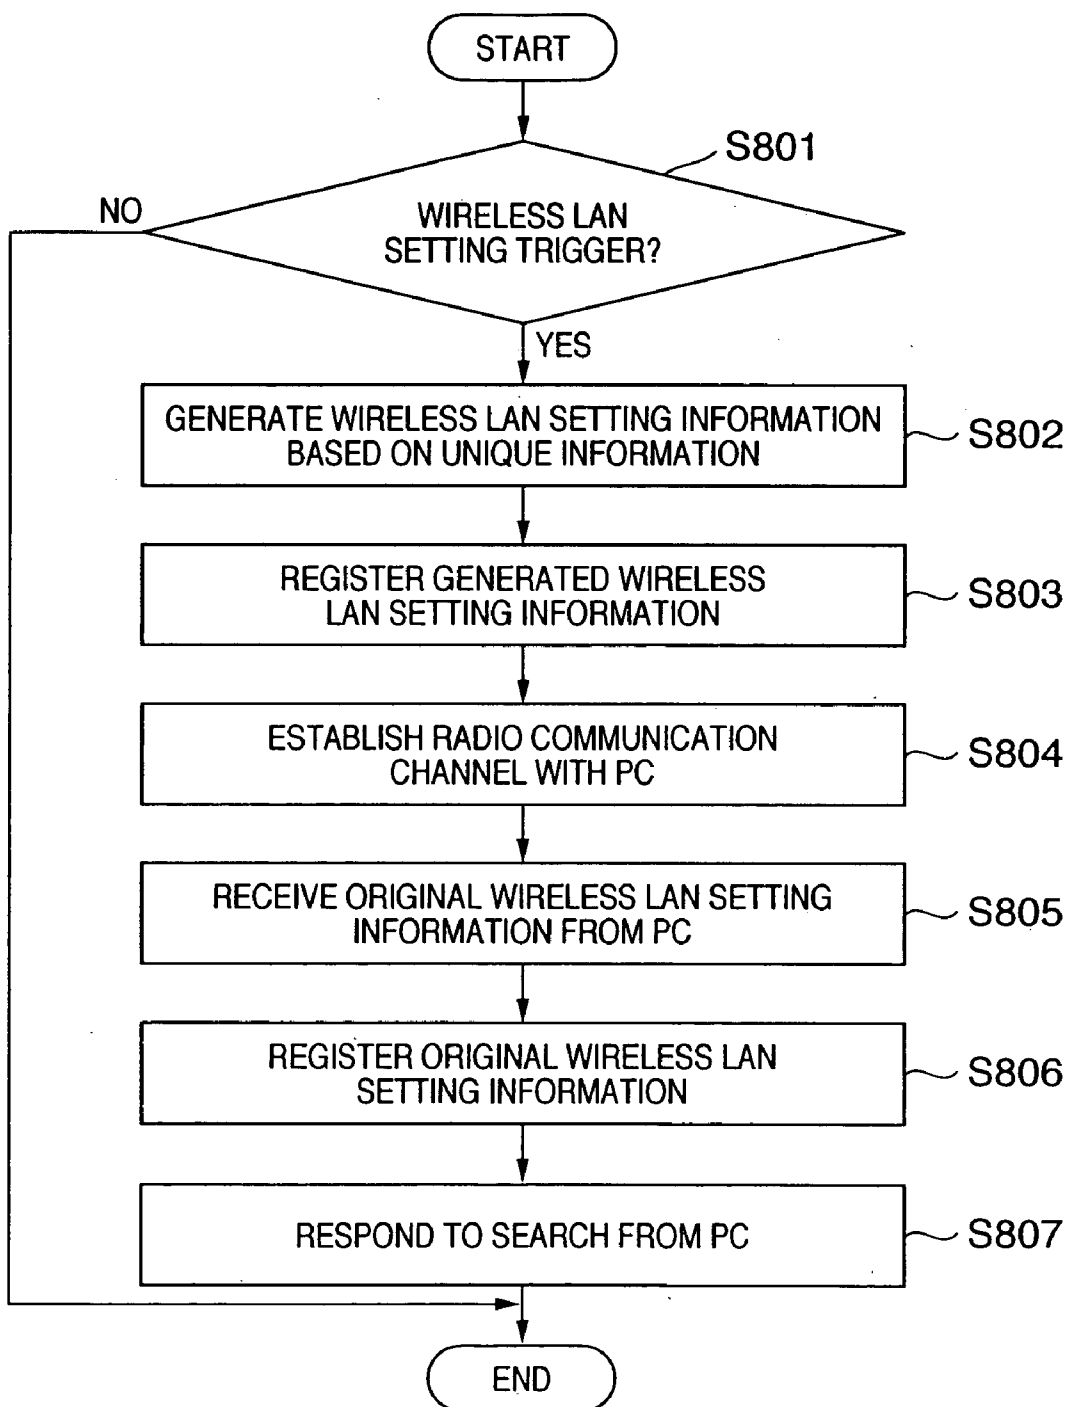 START
S801
NO
WIRELESS LAN
SETTING TRIGGER?
YES
GENERATE WIRELESS LAN SETTING INFORMATION
BASED ON UNIQUE INFORMATION
S802
REGISTER GENERATED WIRELESS
LAN SETTING INFORMATION
S803
ESTABLISH RADIO COMMUNICATION
CHANNEL WITH PC
S804
RECEIVE ORIGINAL WIRELESS LAN SETTING
INFORMATION FROM PC
S805
REGISTER ORIGINAL WIRELESS LAN
SETTING INFORMATION
S806
RESPOND TO SEARCH FROM PC
S807
END